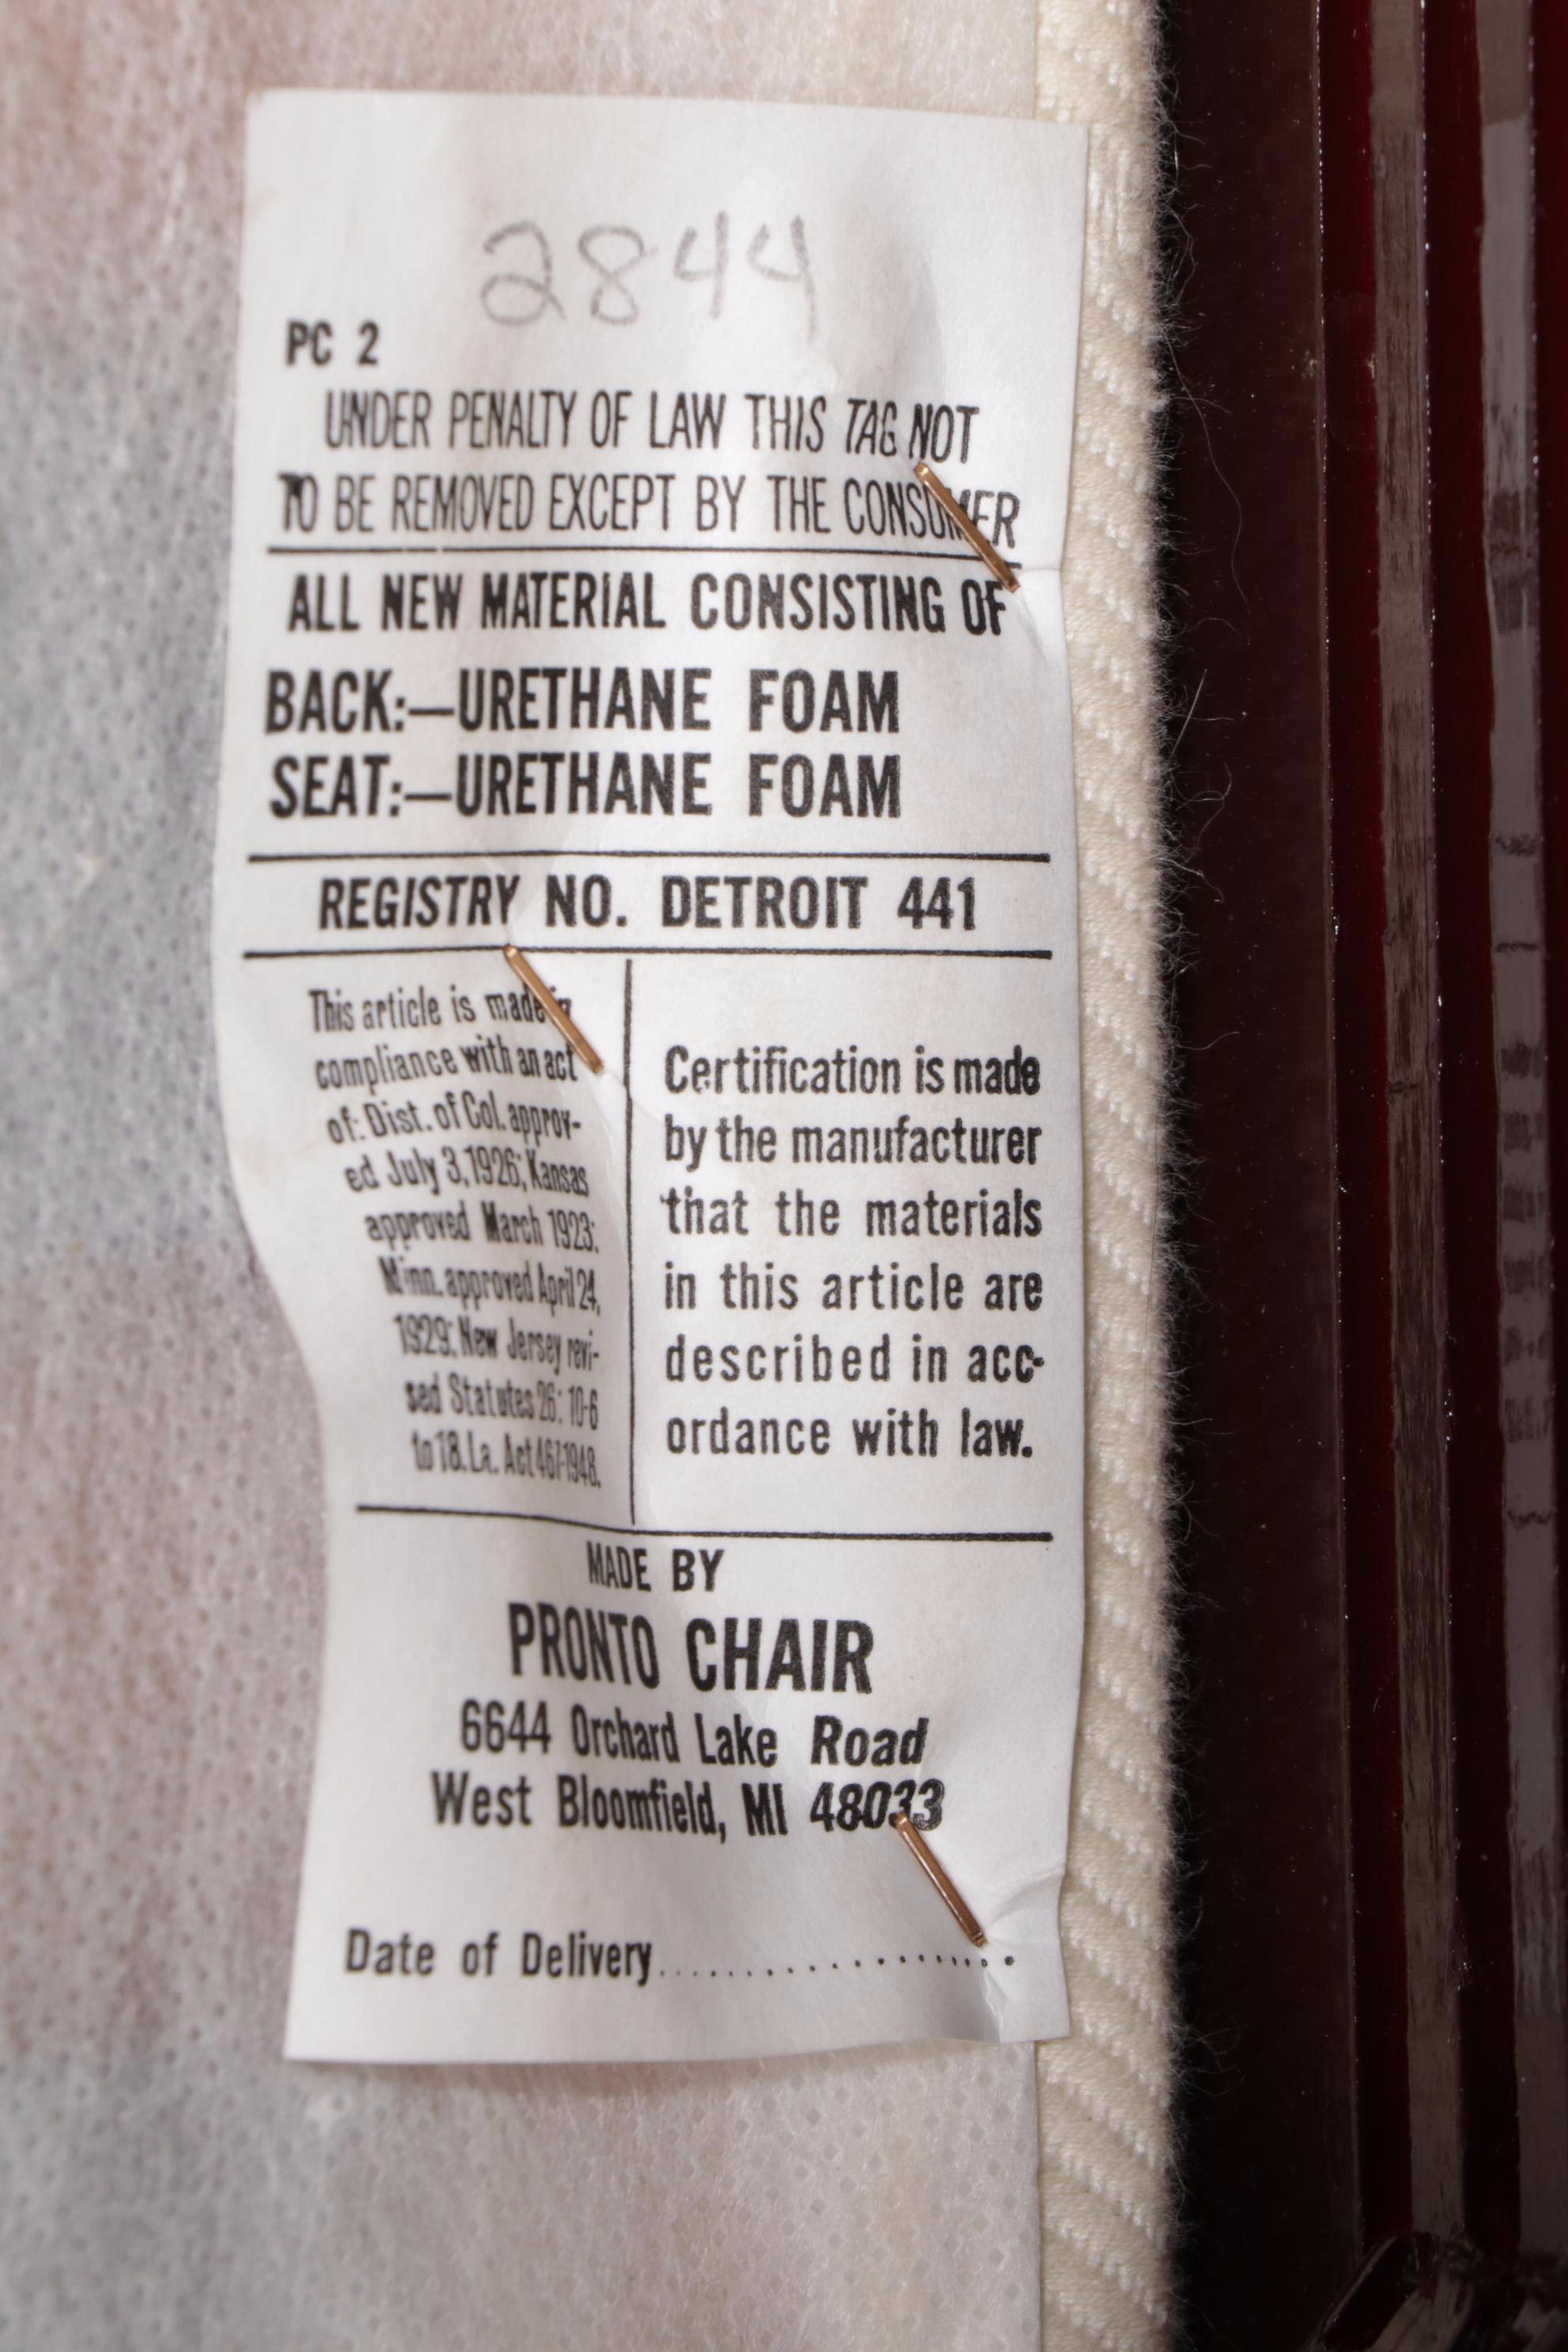 2844
PC 2
UNDER PENALTY OF LAW THIS TAG NOT
TO BE REMOVED EXCEPT BY THE CONSUMER
ALL NEW MATERIAL CONSISTING OF
BACK:—URETHANE FOAM
SEAT:—URETHANE FOAM
REGISTRY NO. DETROIT 441
This article is made in
compliance with an act
of: Dist. of Col. approv-
ed July 3, 1926; Kansas
approved March 1923;
Minn. approved April 24,
1929; New Jersey revi-
sed Statutes 26: 10-6
to 18. La. Act 467-1948.
Certification is made
by the manufacturer
that the materials
in this article are
described in acc-
ordance with law.
MADE BY
PRONTO CHAIR
6644 Orchard Lake Road
West Bloomfield, MI 48033
Date of Delivery....................